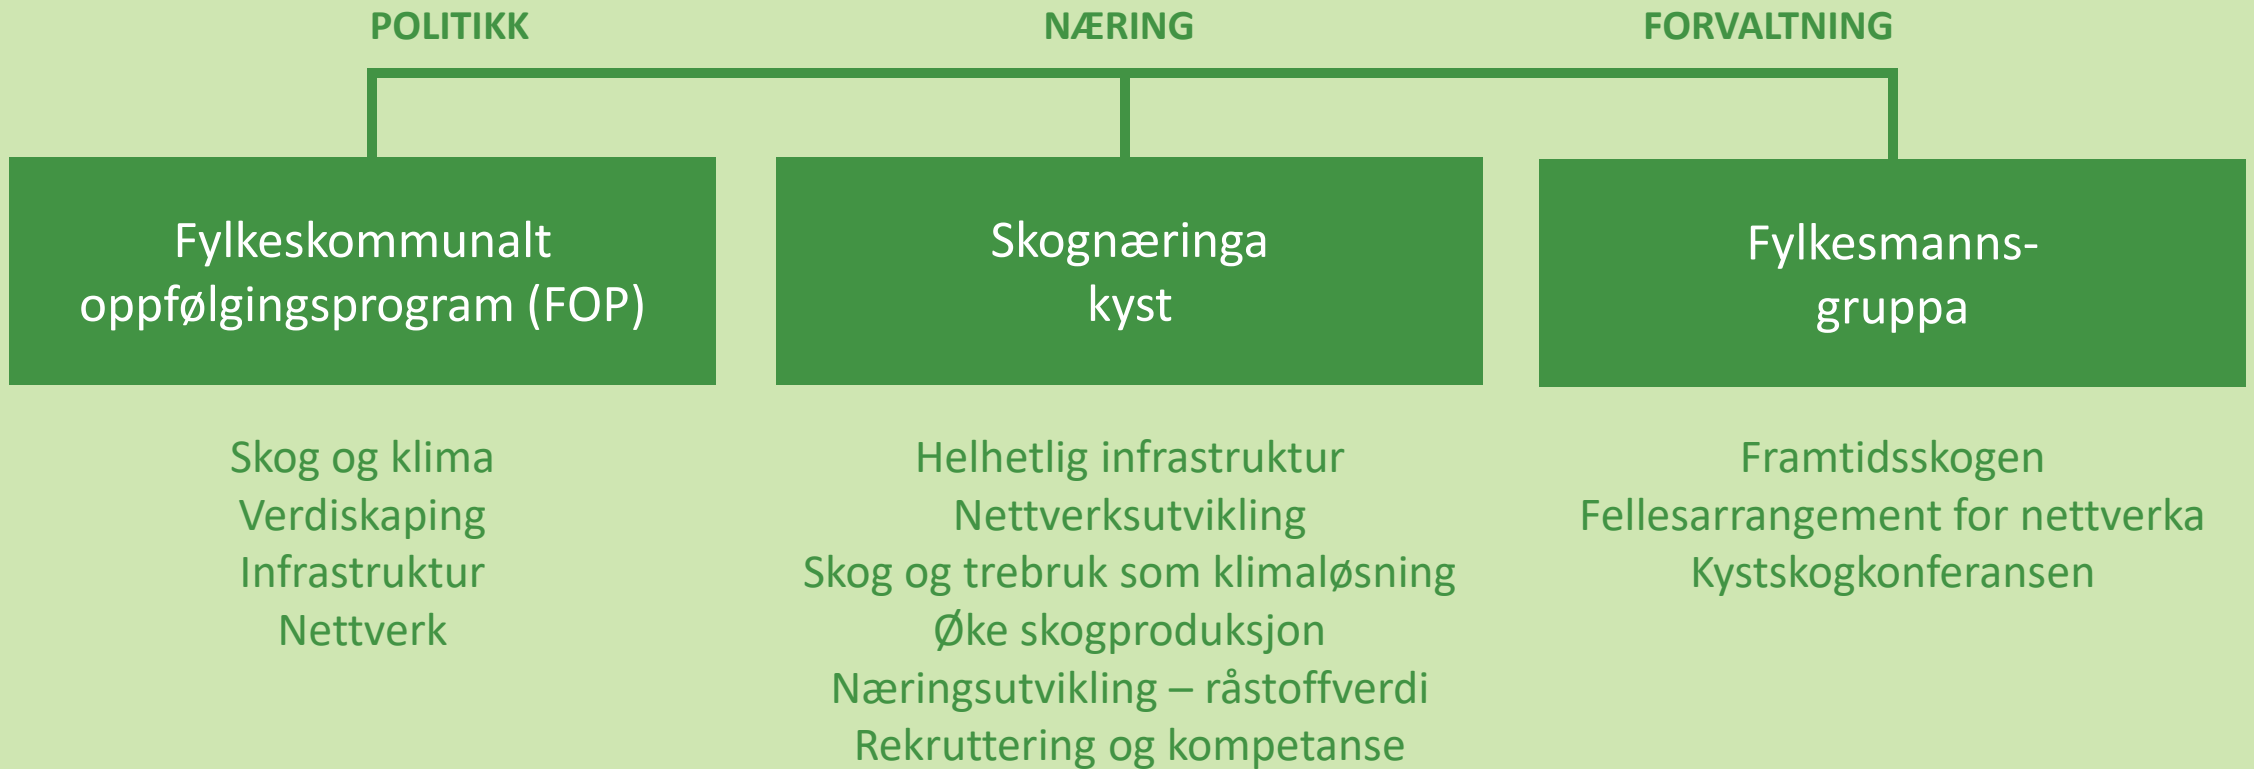 POLITIKK
NÆRING
FORVALTNING
Fylkeskommunalt
oppfølgingsprogram (FOP)
Skognæringa
kyst
Fylkesmanns-
gruppa
Skog og klima
Verdiskaping
Infrastruktur
Nettverk
Helhetlig infrastruktur
Nettverksutvikling
Skog og trebruk som klimaløsning
Øke skogproduksjon
Næringsutvikling – råstoffverdi
Rekruttering og kompetanse
Framtidsskogen
Fellesarrangement for nettverka
Kystskogkonferansen